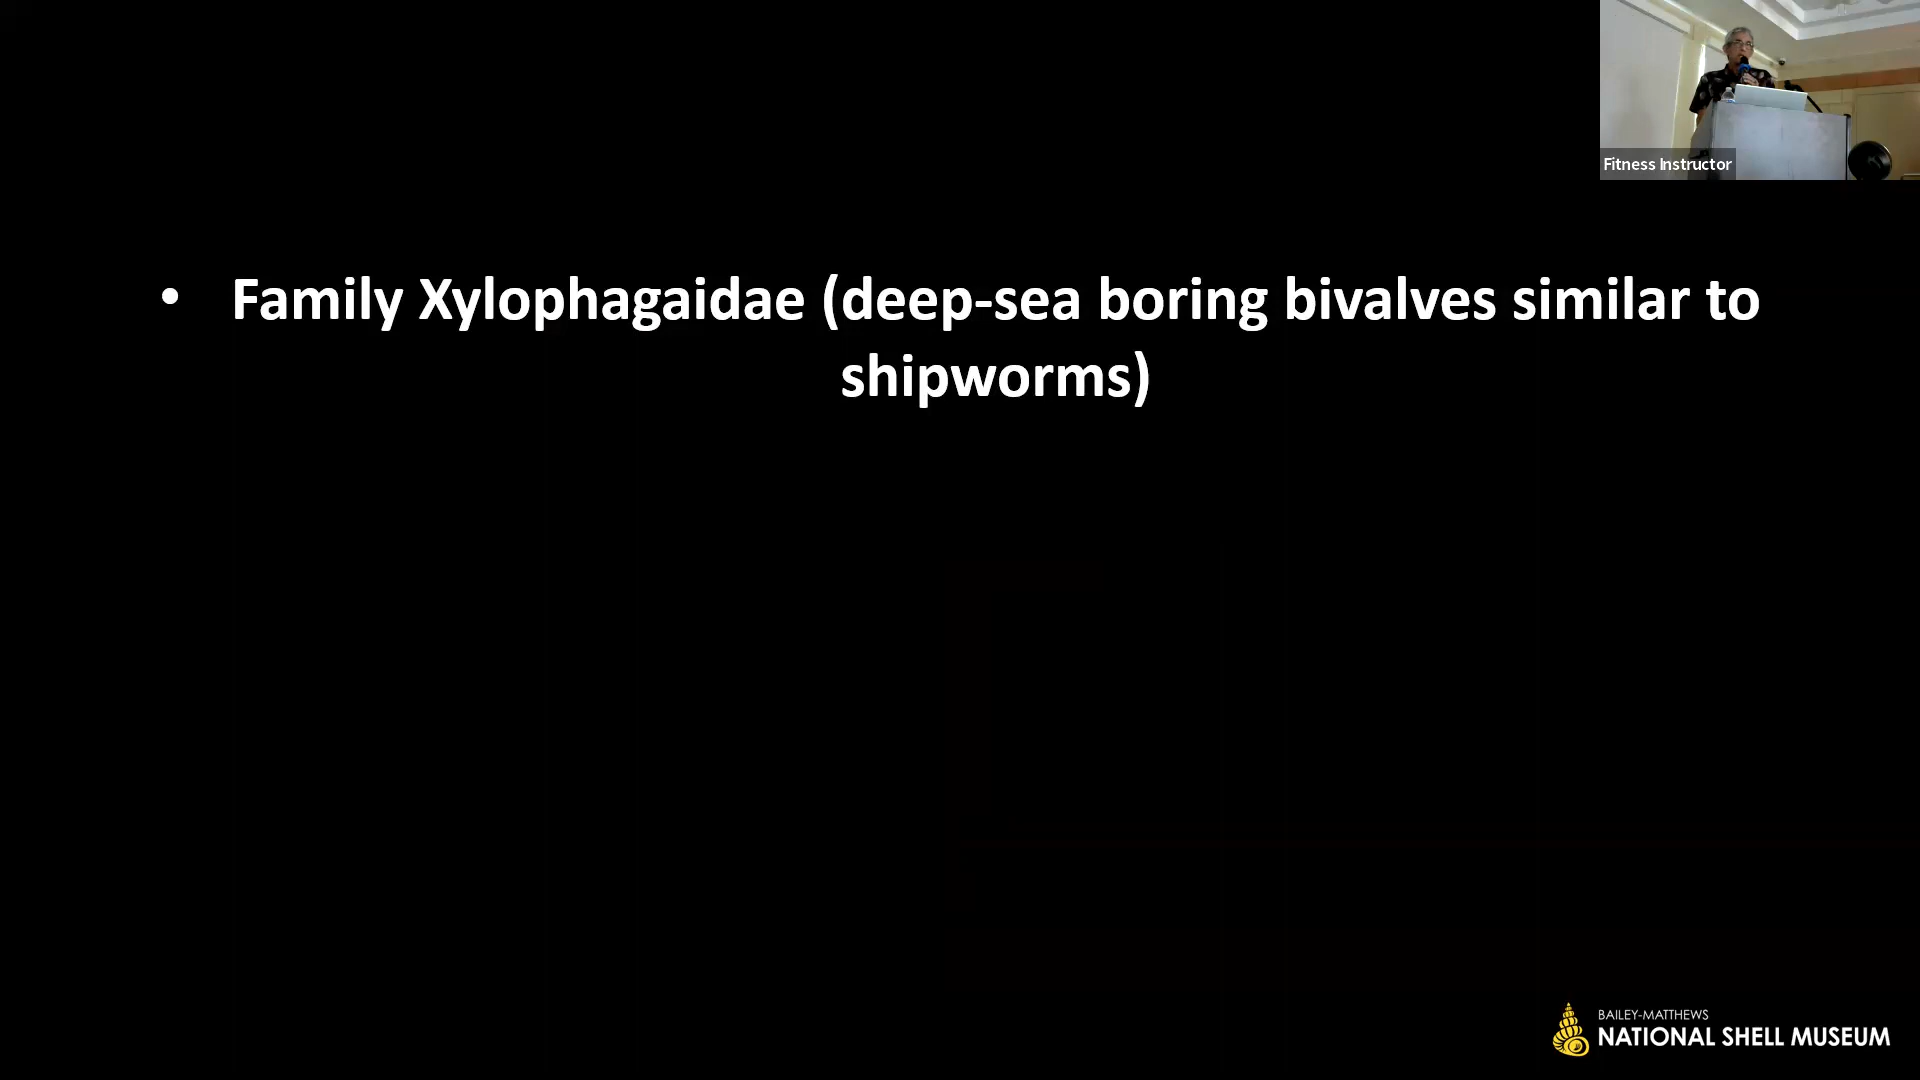 Fitness Instructor
• Family Xylophagaidae (deep-sea boring bivalves similar to
shipworms)
BAILEY-MATTHEWS
NATIONAL SHELL MUSEUM